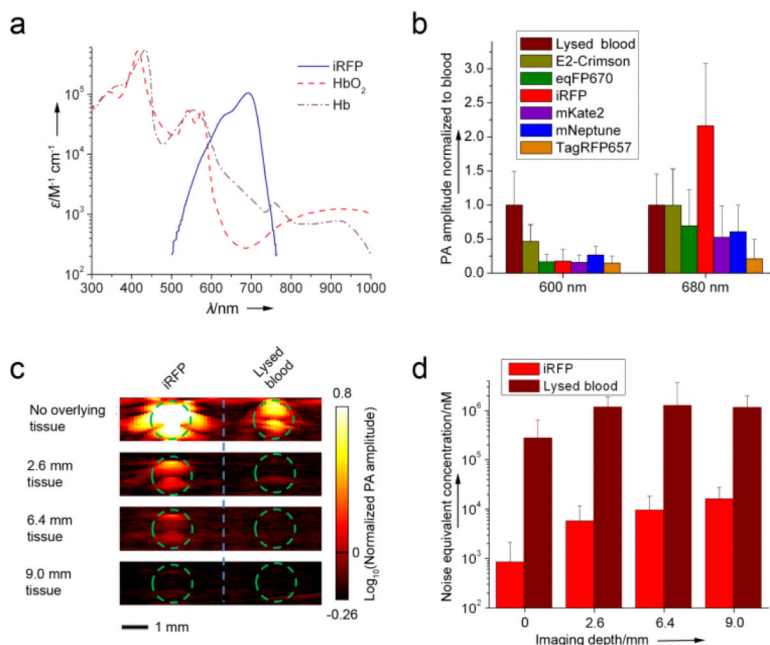 a
iRFP
HbO₂
Hb
ε/M⁻¹ cm⁻¹
10⁵
10⁴
10³
10²
300 400 500 600 700 800 900 1000
λ/nm
b
Lysed blood
E2-Crimson
eqFP670
iRFP
mKate2
mNeptune
TagRFP657
PA amplitude normalized to blood
3.0
2.5
2.0
1.5
1.0
0.5
0.0
600 nm 680 nm
c
iRFP
Lysed blood
No overlying
tissue
2.6 mm
tissue
6.4 mm
tissue
9.0 mm
tissue
1 mm
0.8
0
-0.26
Log₁₀(Normalized PA amplitude)
d
iRFP
Lysed blood
Noise equivalent concentration/nM
10⁶
10⁵
10⁴
10³
10²
0 2.6 6.4 9.0
Imaging depth/mm